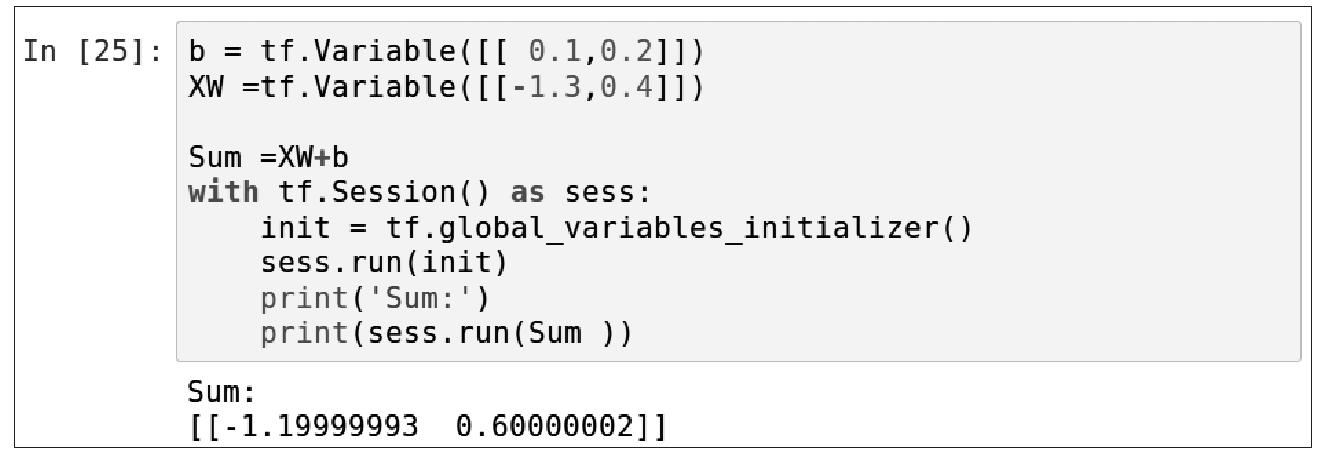 In [25]: b = tf.Variable([[ 0.1,0.2]])
XW =tf.Variable([[-1.3,0.4]])
Sum =XW+b
with tf.Session() as sess:
    init = tf.global_variables_initializer()
    sess.run(init)
    print('Sum:')
    print(sess.run(Sum ))
Sum:
[[-1.19999993  0.60000002]]